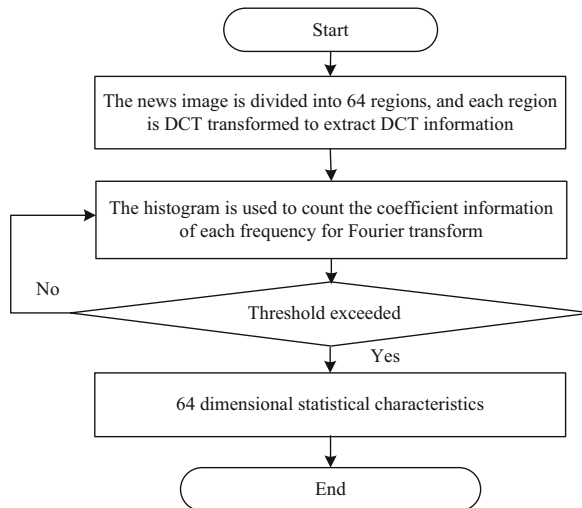 Start
The news image is divided into 64 regions, and each region
is DCT transformed to extract DCT information
The histogram is used to count the coefficient information
of each frequency for Fourier transform
No
Threshold exceeded
Yes
64 dimensional statistical characteristics
End